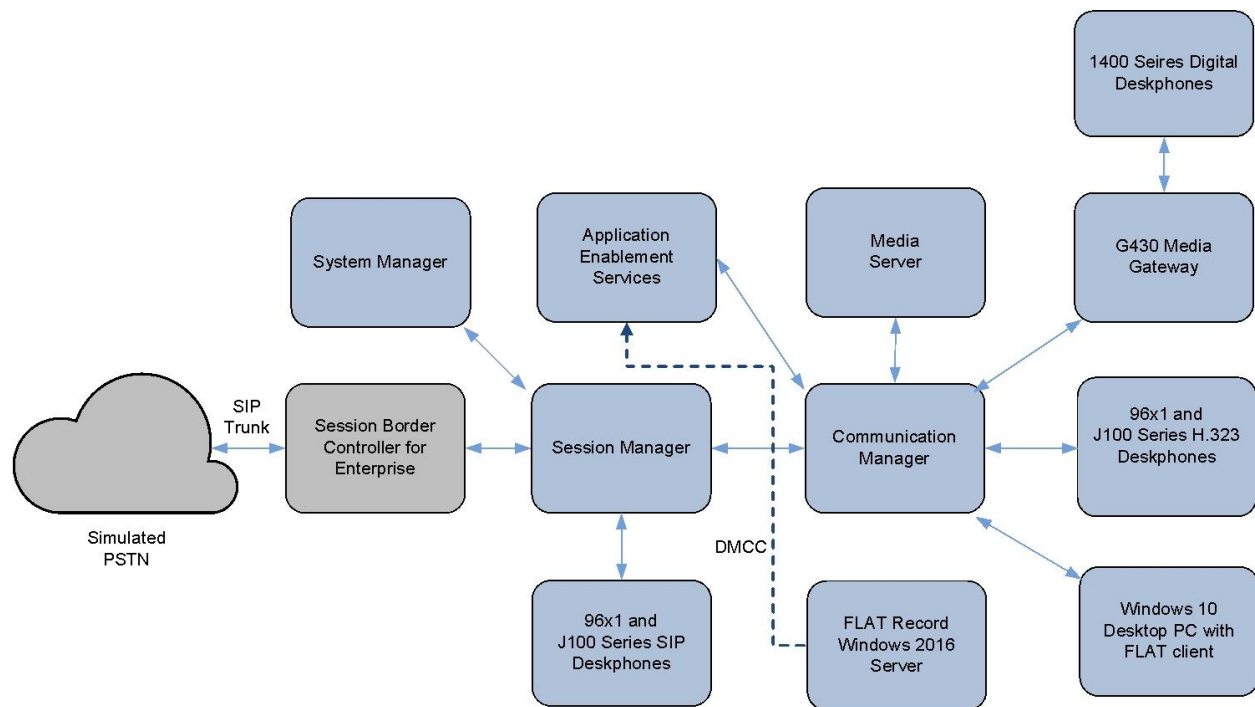 1400 Seires Digital
Deskphones
System Manager
Application
Enablement
Services
Media
Server
G430 Media
Gateway
SIP
Trunk
Session Border
Controller for
Enterprise
Session Manager
Communication
Manager
96x1 and
J100 Series H.323
Deskphones
Simulated
PSTN
DMCC
96x1 and
J100 Series SIP
Deskphones
FLAT Record
Windows 2016
Server
Windows 10
Desktop PC with
FLAT client